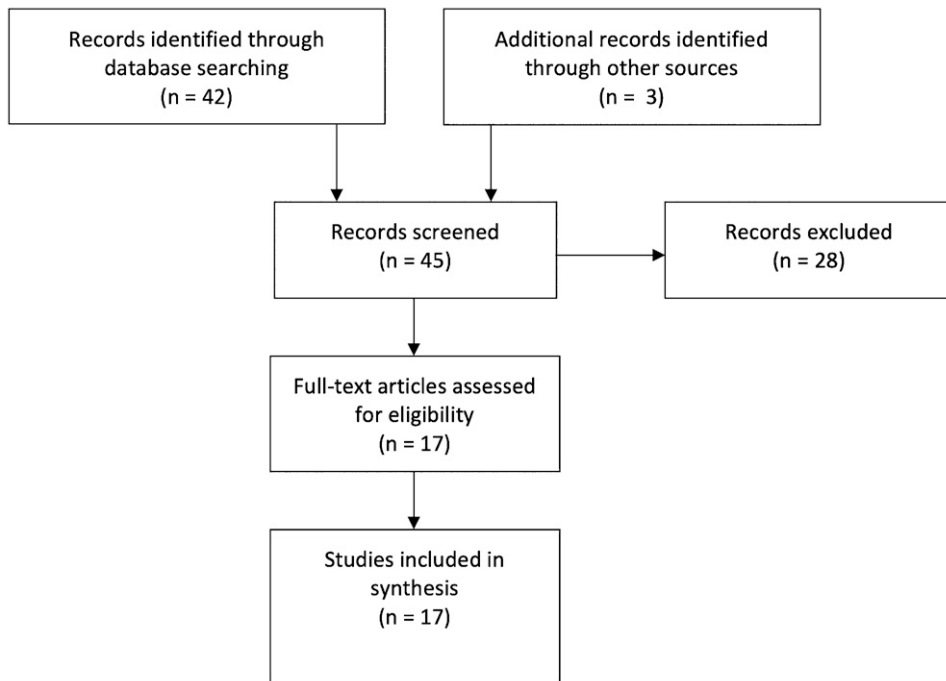 Records identified through
database searching
(n = 42)
Additional records identified
through other sources
(n = 3)
Records screened
(n = 45)
Records excluded
(n = 28)
Full-text articles assessed
for eligibility
(n = 17)
Studies included in
synthesis
(n = 17)